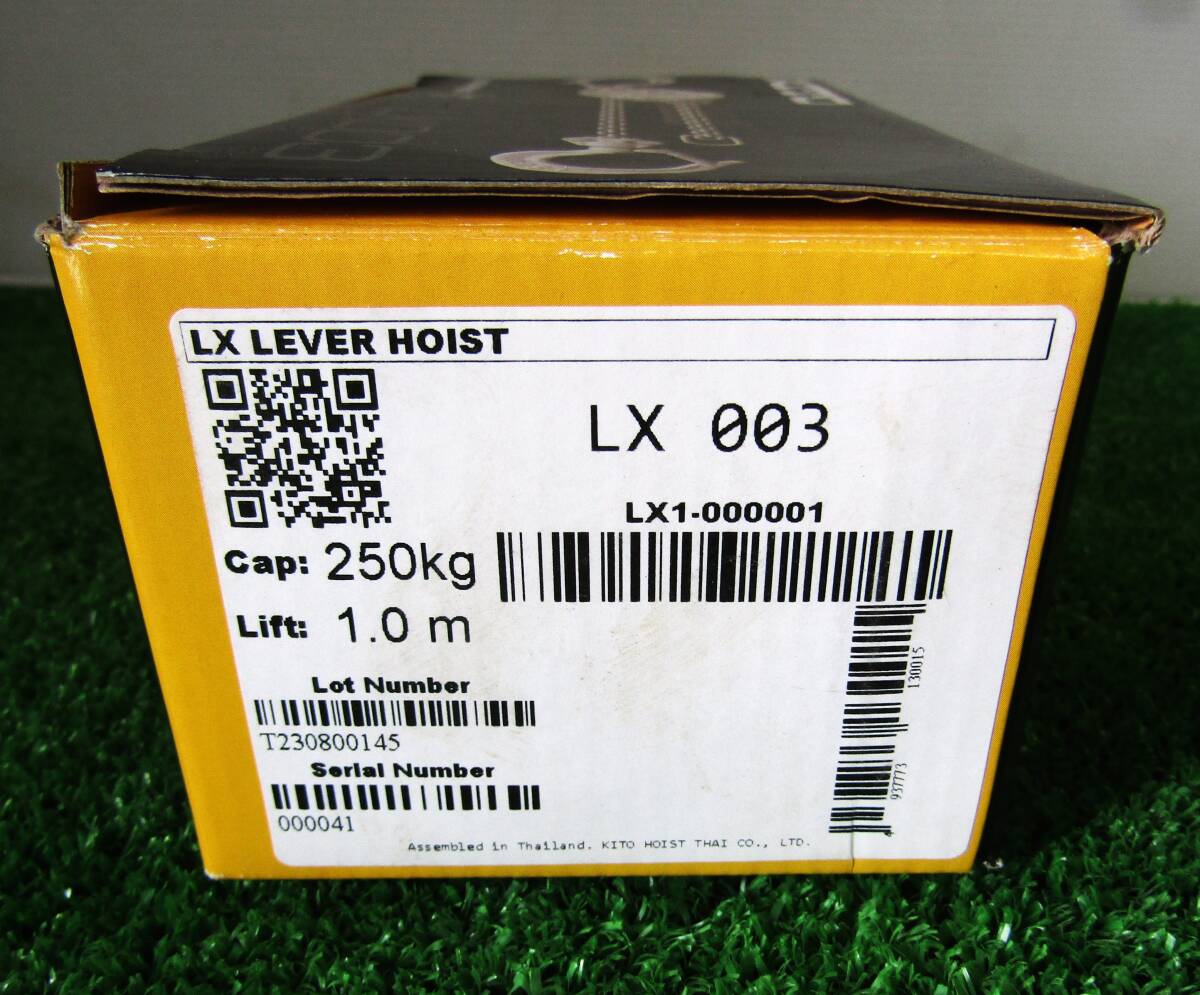 LX LEVER HOIST
LX 003
LX1-000001
Cap: 250kg
Lift: 1.0 m
Lot Number
T230800145
Serial Number
000041
4 937773 130015
Assembled in Thailand. KITO HOIST THAI CO., LTD.